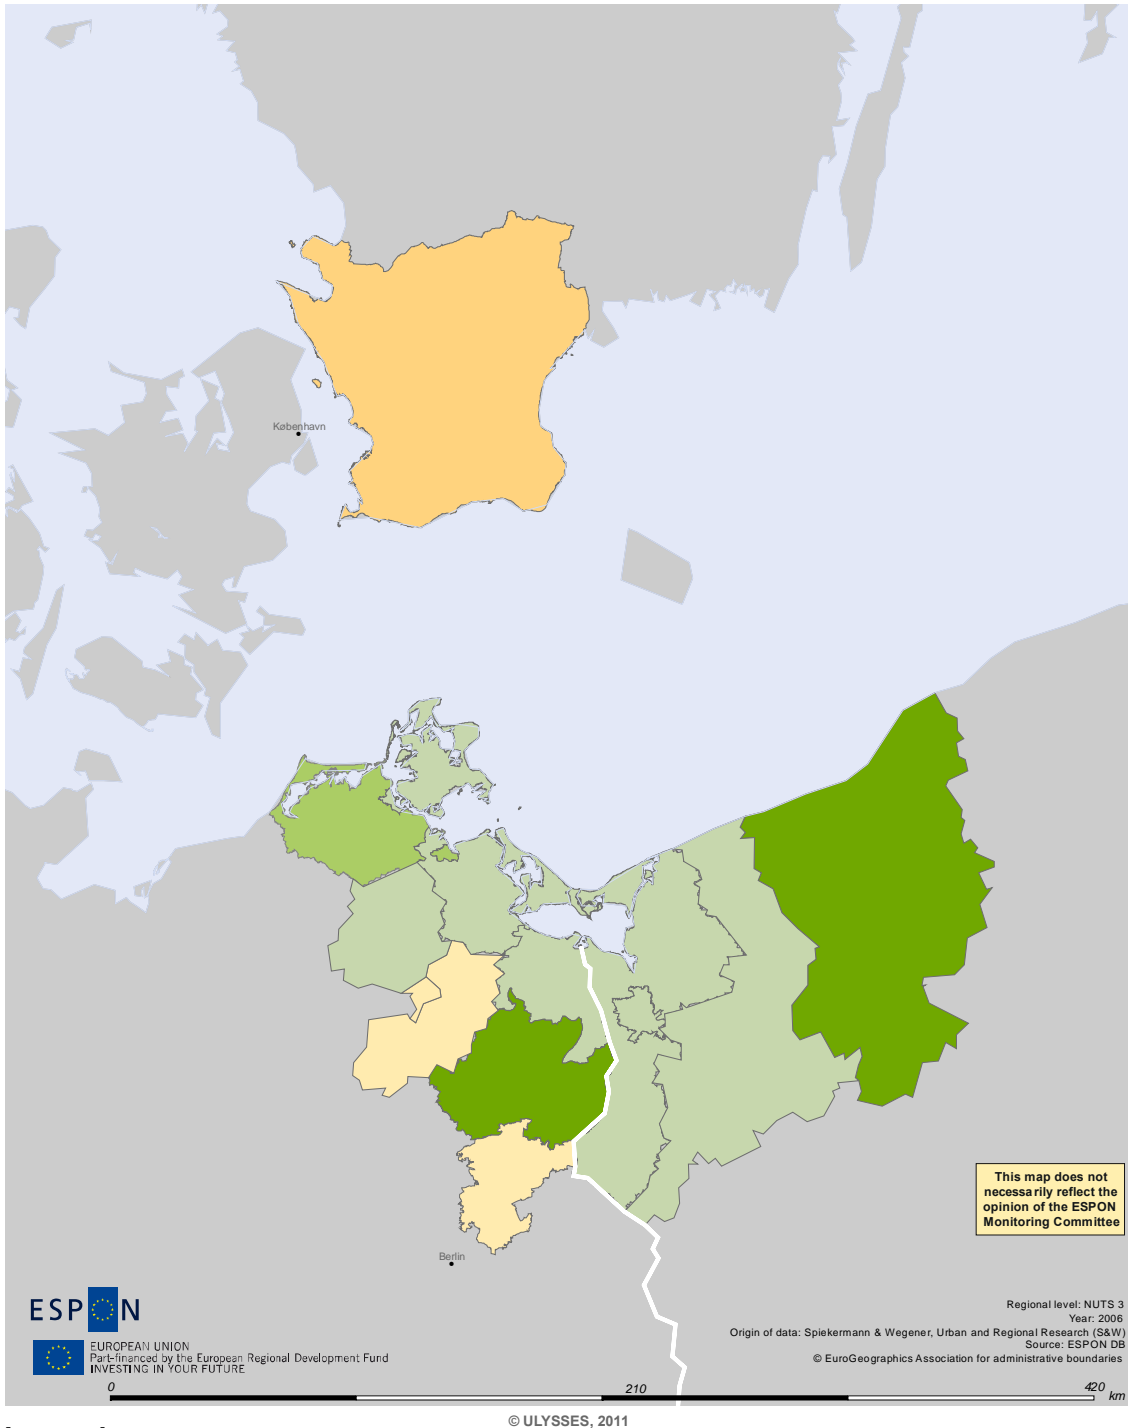 København
This map does not
necessarily reflect the
opinion of the ESPON
Monitoring Committee
Berlin
ESPON
EUROPEAN UNION
Part-financed by the European Regional Development Fund
INVESTING IN YOUR FUTURE
Regional level: NUTS 3
Year: 2006
Origin of data: Spiekermann & Wegener, Urban and Regional Research (S&W)
Source: ESPON DB
© EuroGeographics Association for administrative boundaries
0 210 420
km
© ULYSSES, 2011